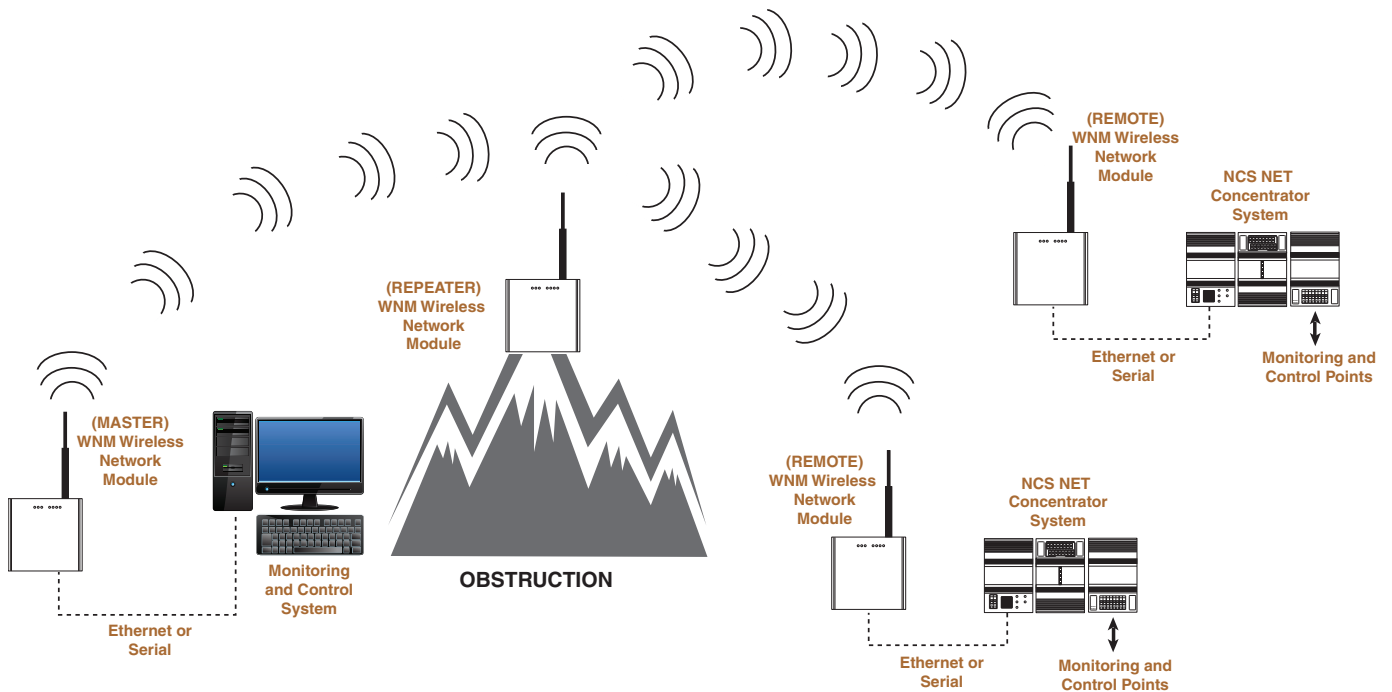 (REMOTE)
WNM Wireless
Network
Module
NCS NET
Concentrator
System
Ethernet or
Serial
Monitoring and
Control Points
(REPEATER)
WNM Wireless
Network
Module
(MASTER)
WNM Wireless
Network
Module
Monitoring
and Control
System
Ethernet or
Serial
OBSTRUCTION
(REMOTE)
WNM Wireless
Network
Module
NCS NET
Concentrator
System
Ethernet or
Serial
Monitoring and
Control Points